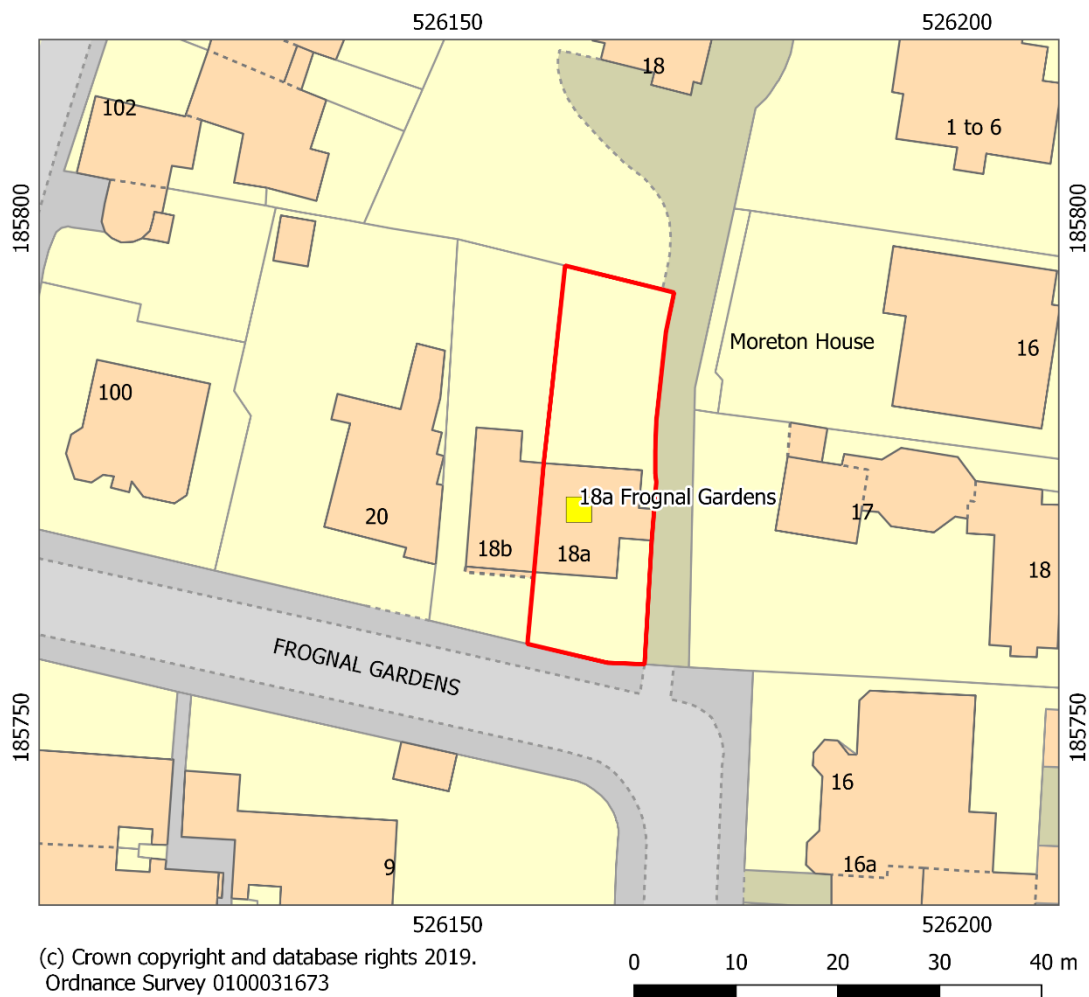 526150
526200
18
102
1 to 6
185800
185800
Moreton House
16
100
18a Frognal Gardens
20
17
18b
18a
18
FROGNAL GARDENS
185750
185750
16
9
16a
526150
526200
(c) Crown copyright and database rights 2019.
Ordnance Survey 0100031673
0
10
20
30
40 m